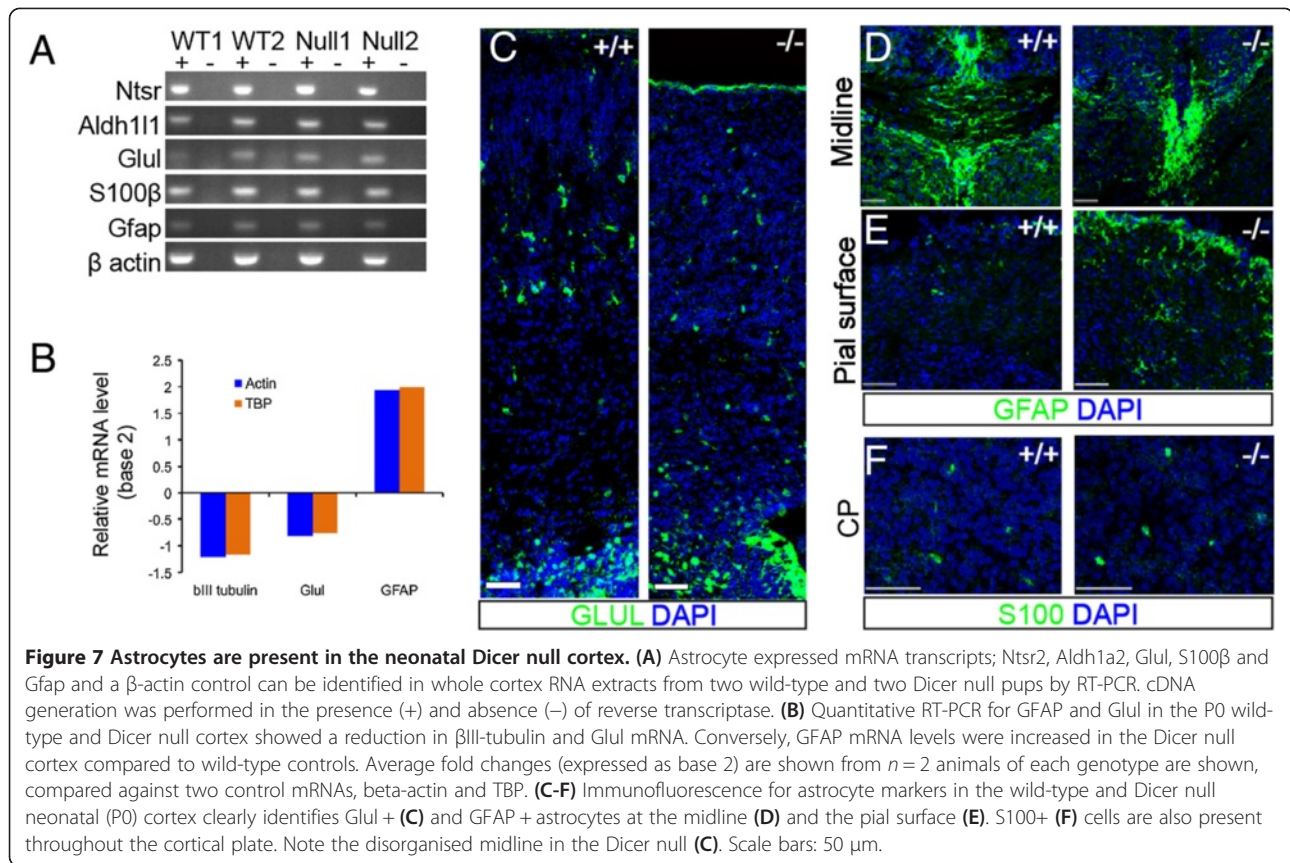 A
WT1 WT2 Null1 Null2
+ - + - + - + -
Ntsr
Aldh1l1
Glul
S100β
Gfap
β actin
B
Relative mRNA level
(base 2)
2.5
2
1.5
1
0.5
0
-0.5
-1
-1.5
Actin
TBP
bIII tubulin Glul GFAP
C
+/+ -/-
GLUL DAPI
D
Midline
+/+ -/-
E
Pial surface
+/+ -/-
GFAP DAPI
F
CP
+/+ -/-
S100 DAPI
Figure 7 Astrocytes are present in the neonatal Dicer null cortex. (A) Astrocyte expressed mRNA transcripts; Ntsr2, Aldh1a2, Glul, S100β and
Gfap and a β-actin control can be identified in whole cortex RNA extracts from two wild-type and two Dicer null pups by RT-PCR. cDNA
generation was performed in the presence (+) and absence (−) of reverse transcriptase. (B) Quantitative RT-PCR for GFAP and Glul in the P0 wild-
type and Dicer null cortex showed a reduction in βIII-tubulin and Glul mRNA. Conversely, GFAP mRNA levels were increased in the Dicer null
cortex compared to wild-type controls. Average fold changes (expressed as base 2) are shown from n = 2 animals of each genotype are shown,
compared against two control mRNAs, beta-actin and TBP. (C-F) Immunofluorescence for astrocyte markers in the wild-type and Dicer null
neonatal (P0) cortex clearly identifies Glul + (C) and GFAP + astrocytes at the midline (D) and the pial surface (E). S100+ (F) cells are also present
throughout the cortical plate. Note the disorganised midline in the Dicer null (C). Scale bars: 50 μm.